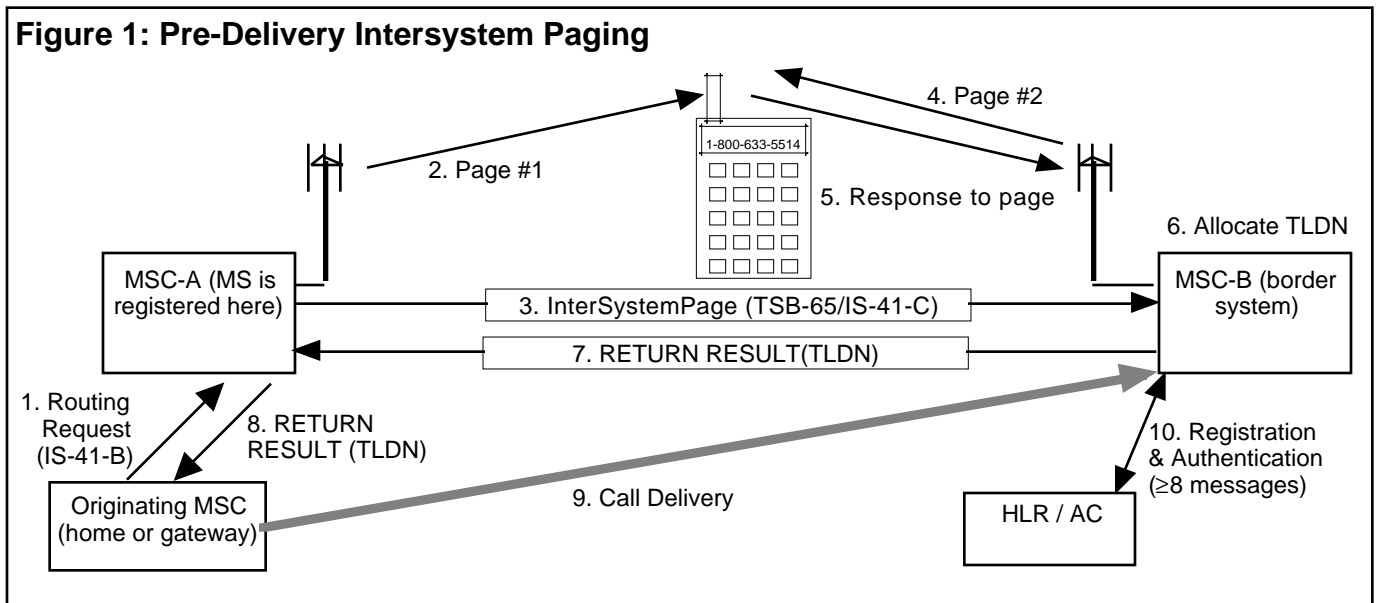 Figure 1: Pre-Delivery Intersystem Paging
4. Page #2
1-800-633-5514
2. Page #1
5. Response to page
6. Allocate TLDN
MSC-A (MS is
registered here)
MSC-B (border
system)
3. InterSystemPage (TSB-65/IS-41-C)
7. RETURN RESULT(TLDN)
1. Routing
Request
(IS-41-B)
8. RETURN
RESULT (TLDN)
10. Registration
& Authentication
(≥8 messages)
9. Call Delivery
Originating MSC
(home or gateway)
HLR / AC